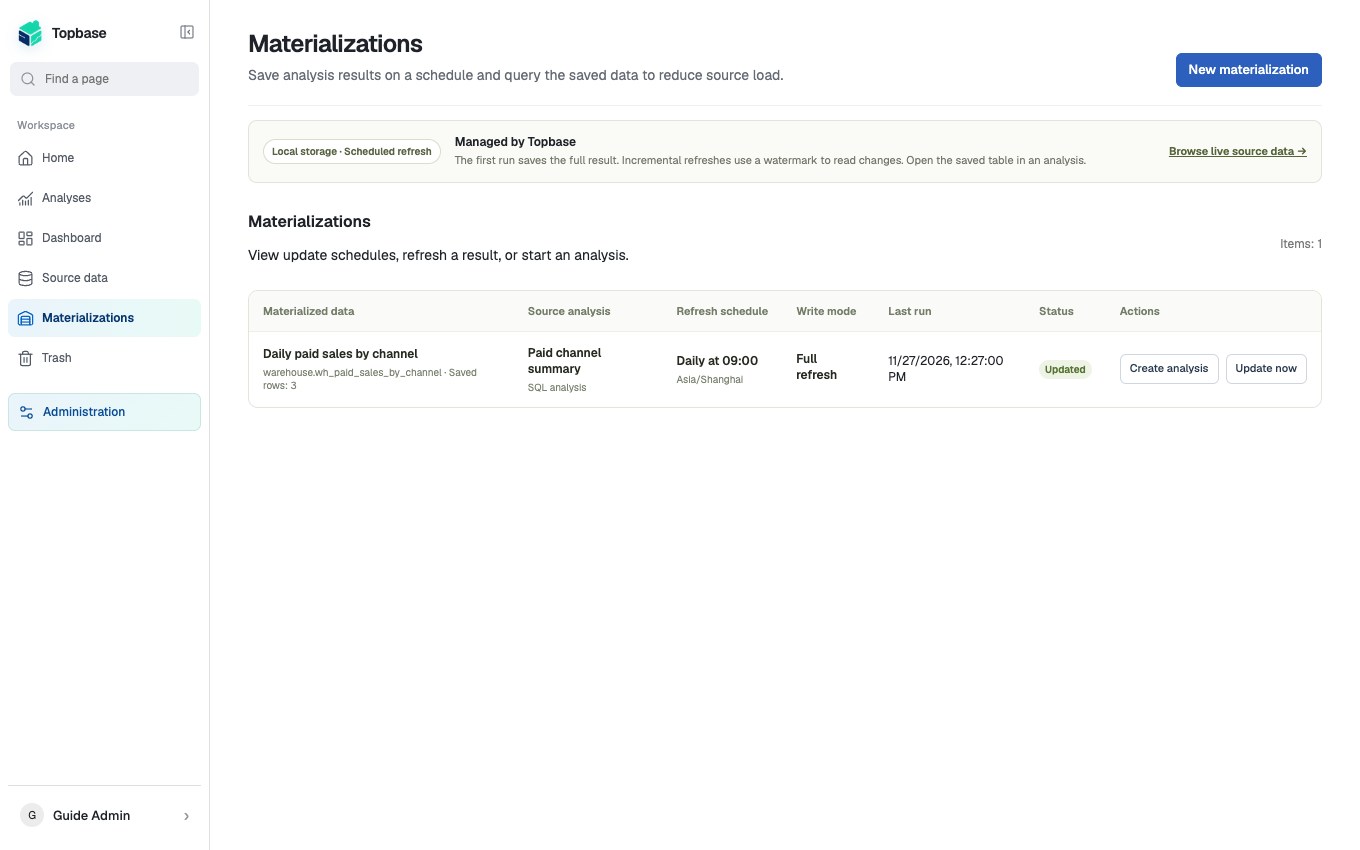 Topbase
Find a page
Workspace
Home
Analyses
Dashboard
Source data
Materializations
Trash
Administration
G
Guide Admin
Materializations
Save analysis results on a schedule and query the saved data to reduce source load.
New materialization
Local storage · Scheduled refresh
Managed by Topbase
The first run saves the full result. Incremental refreshes use a watermark to read changes. Open the saved table in an analysis.
Browse live source data →
Materializations
View update schedules, refresh a result, or start an analysis.
Items: 1
Materialized data
Source analysis
Refresh schedule
Write mode
Last run
Status
Actions
Daily paid sales by channel
warehouse.wh_paid_sales_by_channel · Saved
rows: 3
Paid channel
summary
SQL analysis
Daily at 09:00
Asia/Shanghai
Full
refresh
11/27/2026, 12:27:00
PM
Updated
Create analysis
Update now